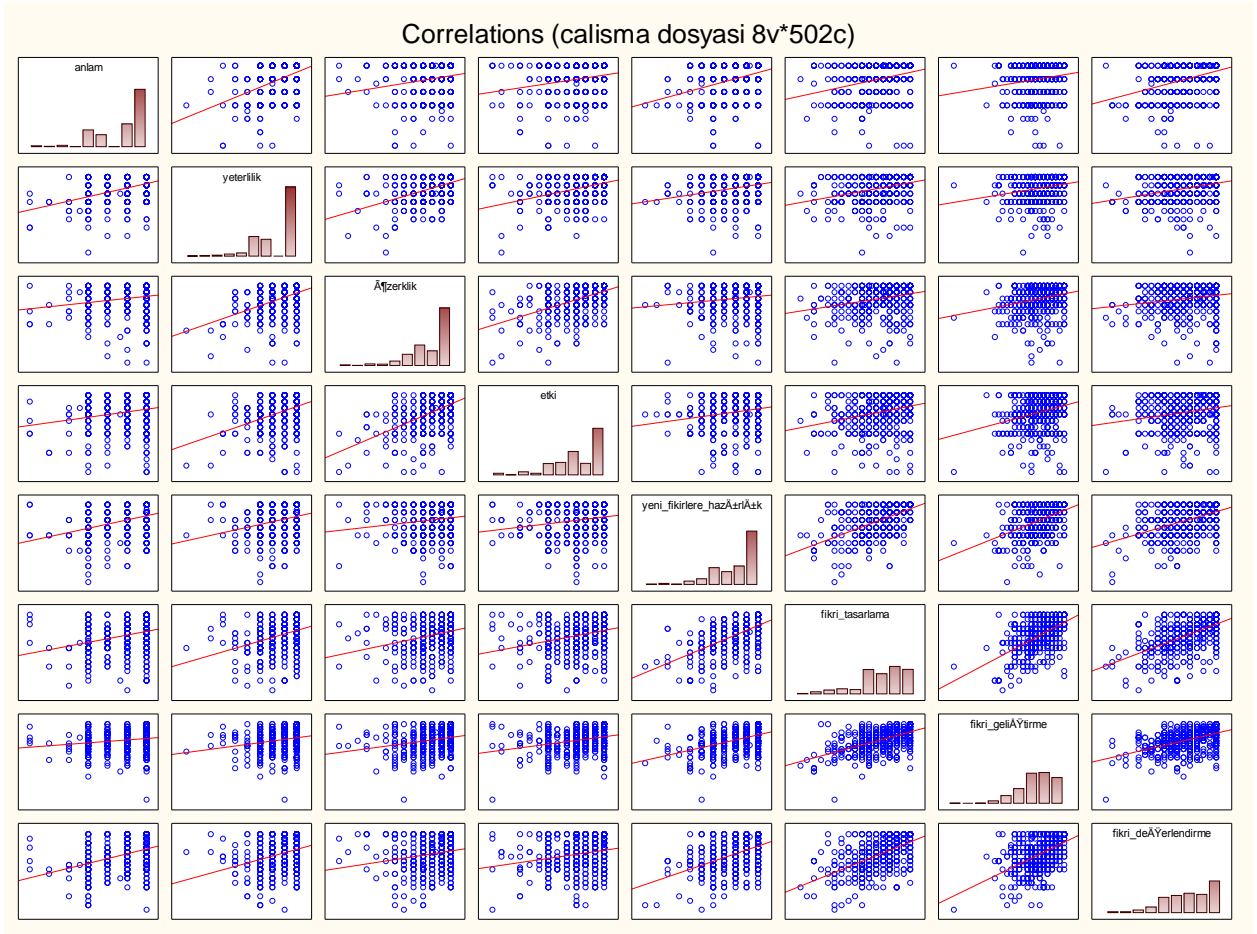 Correlations (calisma dosyasi 8v*502c)
anlam
yeterlilik
Ã¶zerklik
etki
yeni_fikirlere_hazÄ±rlÄ±k
fikri_tasarlama
fikri_geliÅŸtirme
fikri_deÄŸerlendirme